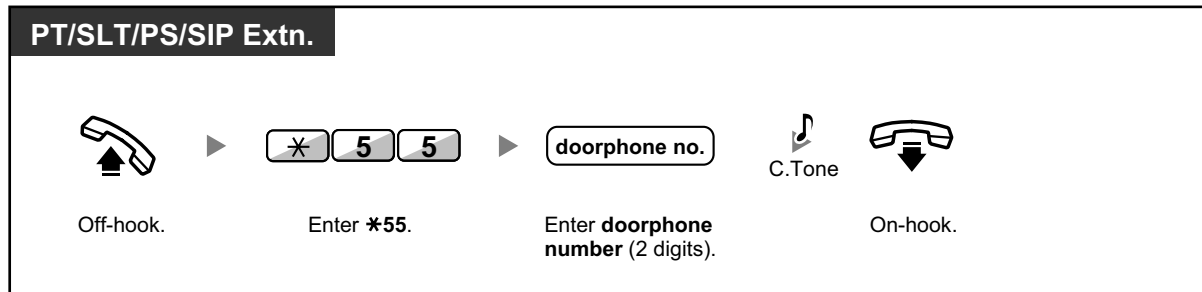 PT/SLT/PS/SIP Extn.
* 5 5
doorphone no.
C.Tone
Off-hook.
Enter *55.
Enter doorphone
number (2 digits).
On-hook.